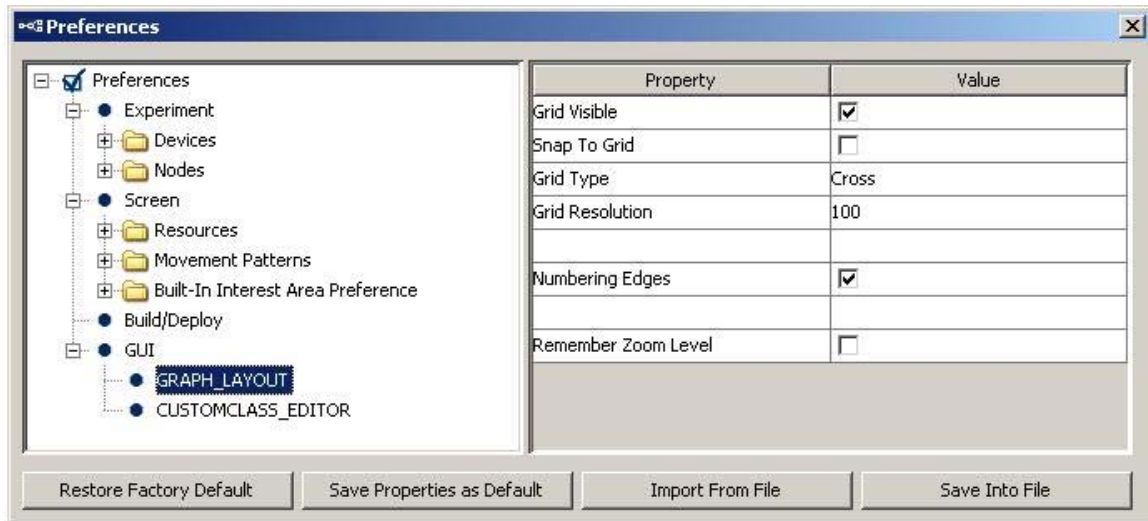 Preferences
Preferences
Experiment
Devices
Nodes
Screen
Resources
Movement Patterns
Built-In Interest Area Preference
Build/Deploy
GUI
GRAPH_LAYOUT
CUSTOMCLASS_EDITOR
Property Value
Grid Visible
Snap To Grid
Grid Type Cross
Grid Resolution 100
Numbering Edges
Remember Zoom Level
Restore Factory Default Save Properties as Default Import From File Save Into File